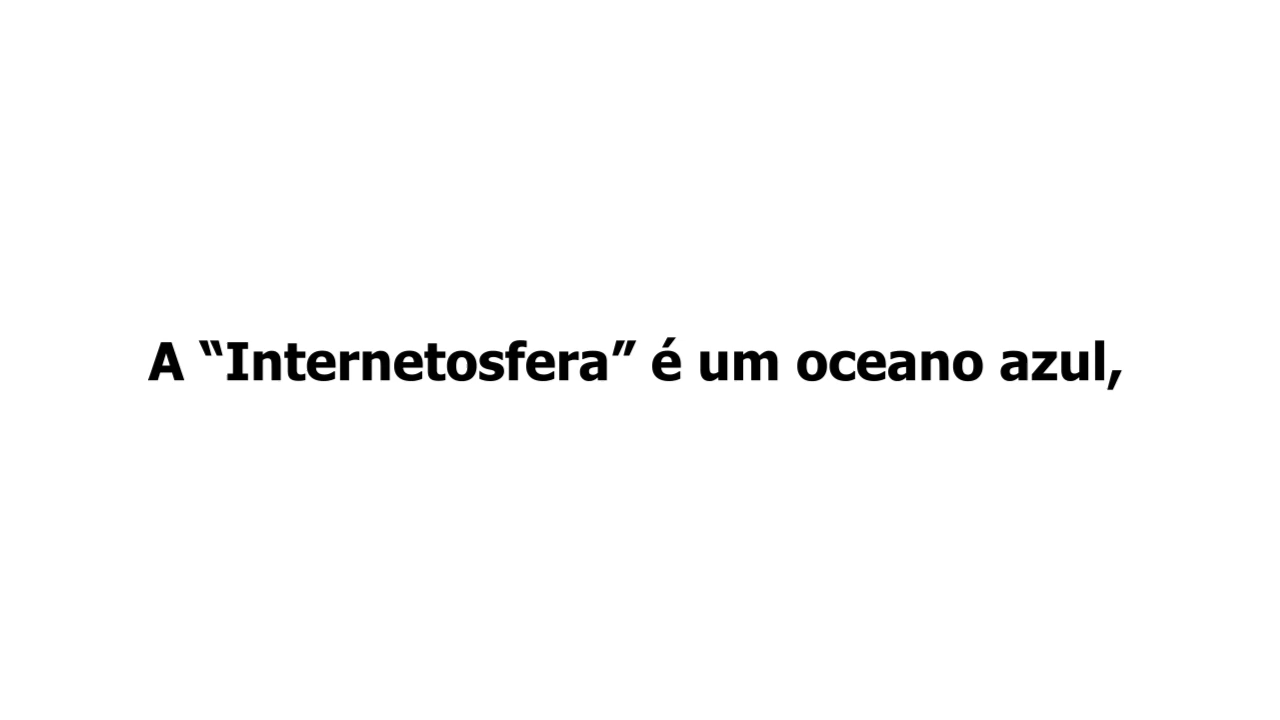 A “Internetosfera” é um oceano azul,